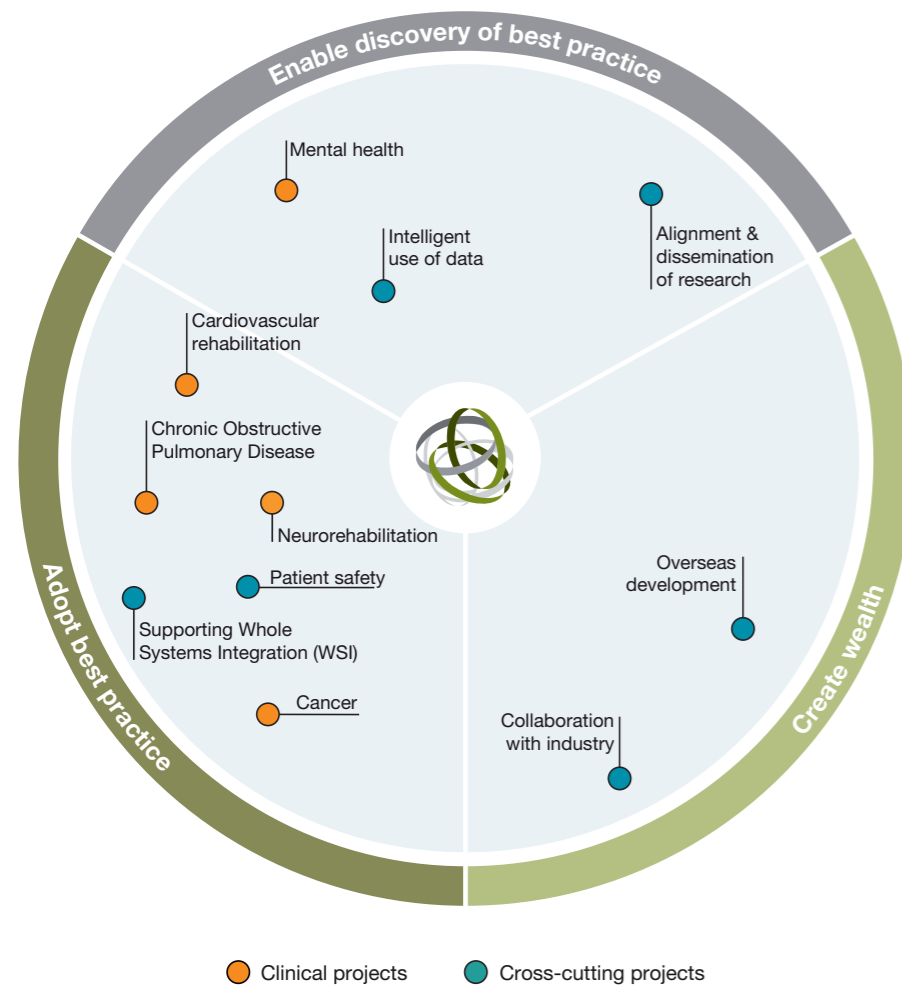 Enable discovery of best practice
Mental health
Intelligent
use of data
Alignment &
dissemination
of research
Cardiovascular
rehabilitation
Chronic Obstructive
Pulmonary Disease
Neurorehabilitation
Patient safety
Supporting Whole
Systems Integration (WSI)
Cancer
Adopt best practice
Overseas
development
Collaboration
with industry
Create wealth
Clinical projects
Cross-cutting projects